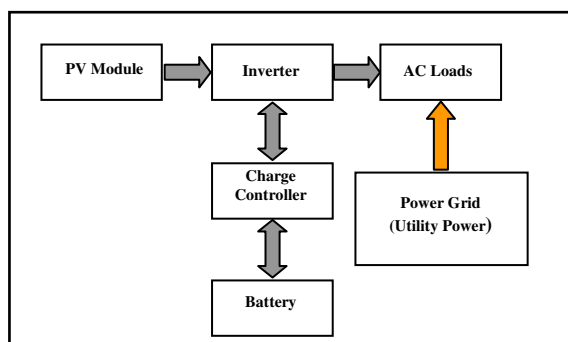 PV Module
Inverter
AC Loads
Charge
Controller
Power Grid
(Utility Power)
Battery